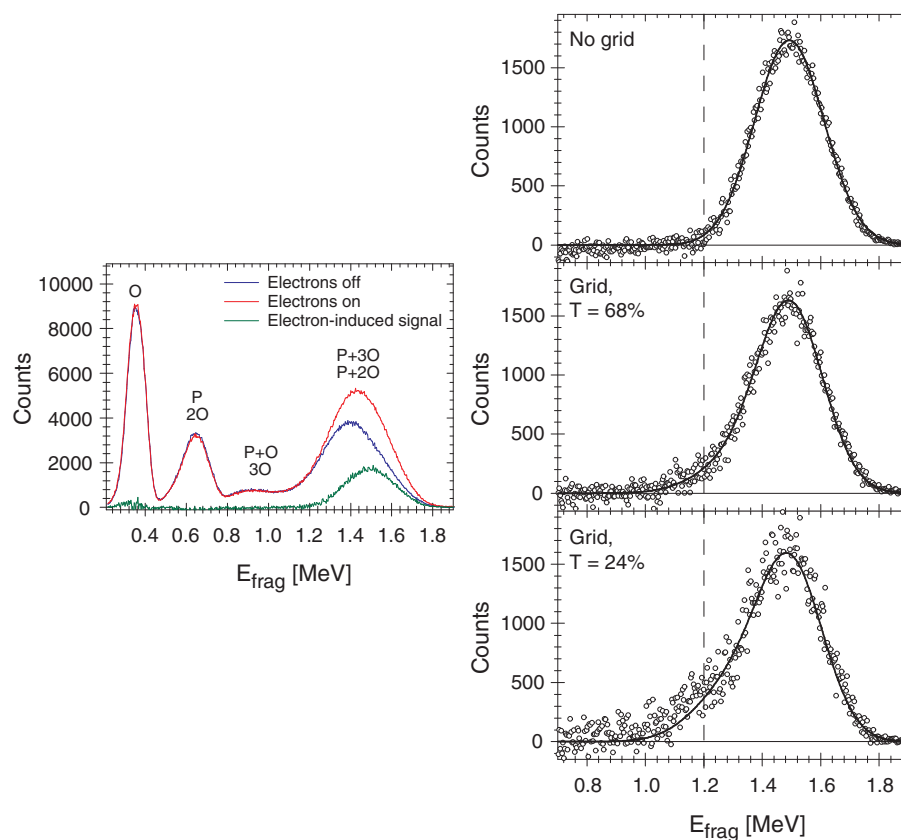 10000
8000
6000
4000
2000
0
Counts
O
P
2O
P+O
3O
P+3O
P+2O
Electrons off
Electrons on
Electron-induced signal
0.4 0.6 0.8 1.0 1.2 1.4 1.6 1.8
E_frag [MeV]
No grid
1500
1000
500
0
Counts
Grid,
T = 68%
1500
1000
500
0
Counts
Grid,
T = 24%
1500
1000
500
0
Counts
0.8 1.0 1.2 1.4 1.6 1.8
E_frag [MeV]